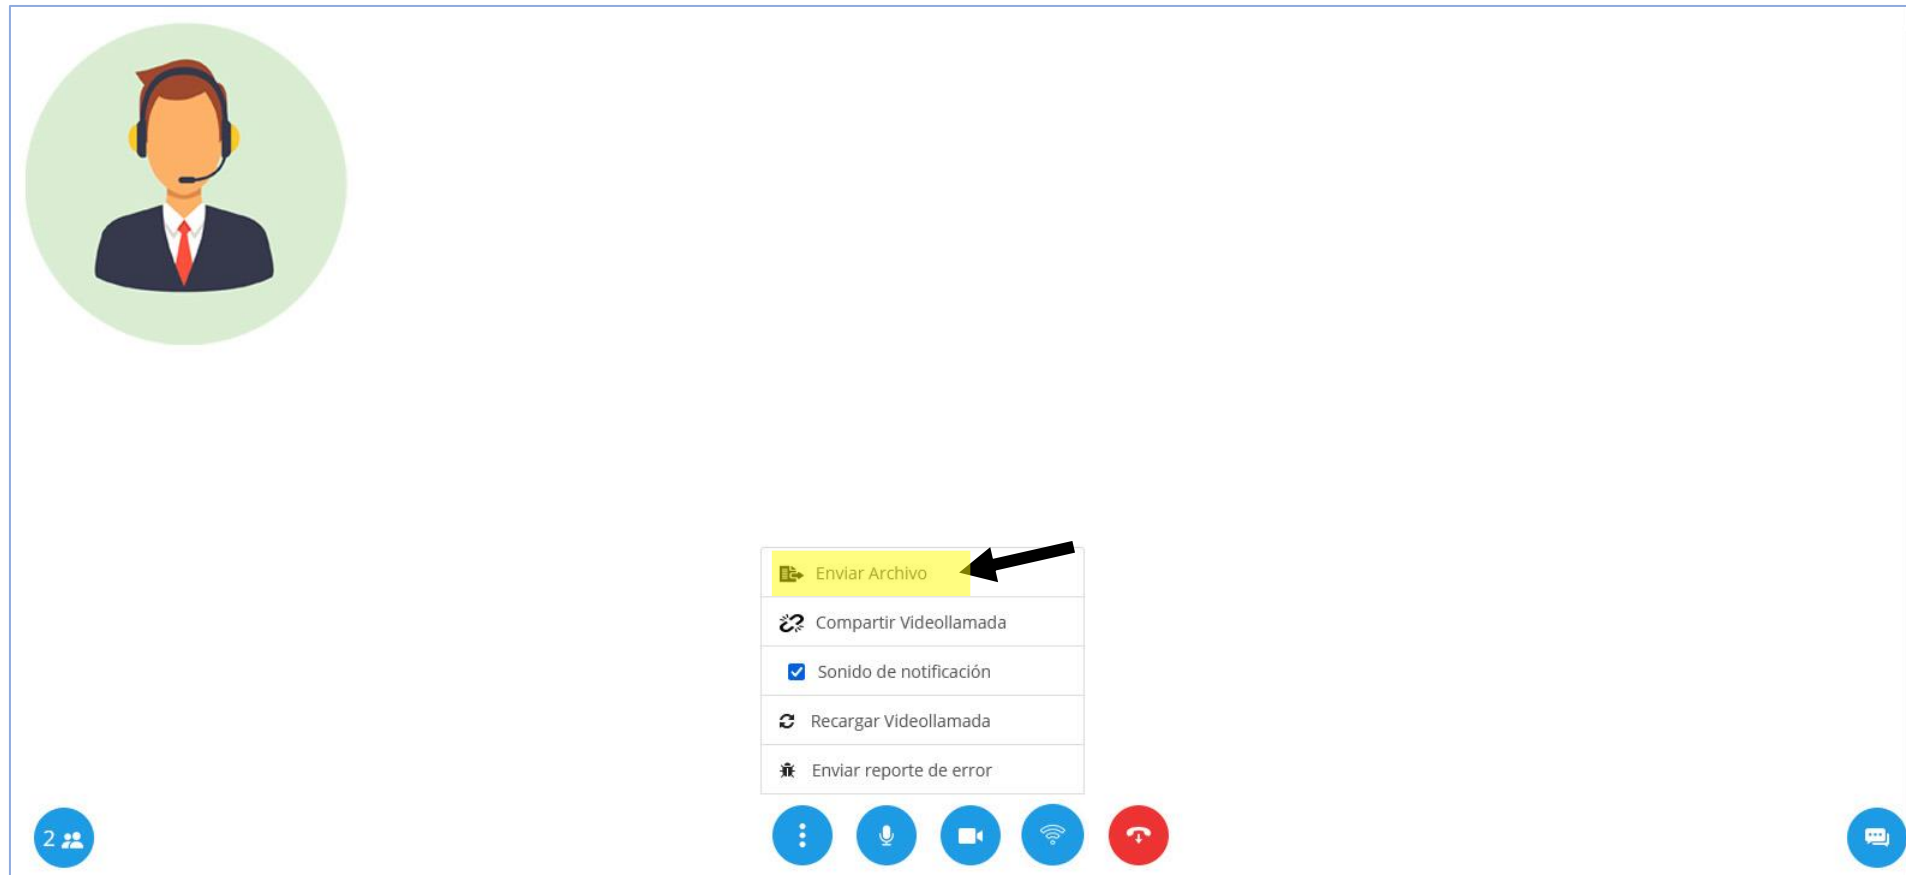 Enviar Archivo
Compartir Videollamada
Sonido de notificación
Recargar Videollamada
Enviar reporte de error
2